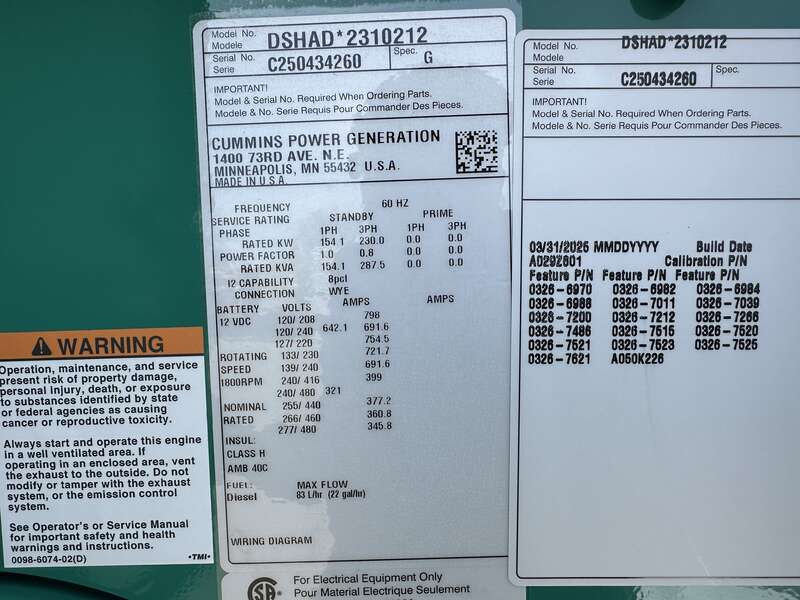 Model No. DSHAD*2310212
Modele
Serial No. C250434260 Spec. G
Serie
IMPORTANT!
Model & Serial No. Required When Ordering Parts.
Modele & No. Serie Requis Pour Commander Des Pieces.
CUMMINS POWER GENERATION
1400 73RD AVE. N.E.
MINNEAPOLIS, MN 55432 U.S.A.
MADE IN U.S.A.
FREQUENCY 60 HZ
SERVICE RATING STANDBY PRIME
PHASE 1PH 3PH 1PH 3PH
RATED KW 154.1 230.0 0.0 0.0
POWER FACTOR 1.0 0.8 0.0 0.0
RATED KVA 154.1 287.5 0.0 0.0
I2 CAPABILITY 8pcl
CONNECTION WYE
BATTERY VOLTS AMPS AMPS
12 VDC 120/ 208 798
120/ 240 642.1 691.6
127/ 220 754.5
ROTATING 133/ 230 721.7
SPEED 139/ 240 691.6
1800RPM 240/ 416 399
240/ 480 321
NOMINAL 255/ 440 377.2
RATED 266/ 460 360.8
277/ 480 345.8
INSUL:
CLASS H
AMB 40C
FUEL: MAX FLOW
Diesel 83 L/hr (22 gal/hr)
WIRING DIAGRAM
For Electrical Equipment Only
Pour Material Electrique Seulement
Model No. DSHAD*2310212
Modele
Serial No. C250434260 Spec.
Serie
IMPORTANT!
Model & Serial No. Required When Ordering Parts.
Modele & No. Serie Requis Pour Commander Des Pieces.
03/31/2025 MMDDYYYY Build Date
A029Z601 Calibration P/N
Feature P/N Feature P/N Feature P/N
0326-6970 0326-6982 0326-6984
0326-6986 0326-7011 0326-7039
0326-7200 0326-7212 0326-7266
0326-7486 0326-7515 0326-7520
0326-7521 0326-7523 0326-7525
0326-7621 A050K226
WARNING
Operation, maintenance, and service
present risk of property damage,
personal injury, death, or exposure
to substances identified by state
or federal agencies as causing
cancer or reproductive toxicity.
Always start and operate this engine
in a well ventilated area. If
operating in an enclosed area, vent
the exhaust to the outside. Do not
modify or tamper with the exhaust
system, or the emission control
system.
See Operator's or Service Manual
for important safety and health
warnings and instructions.
0098-6074-02(D) •TMI•